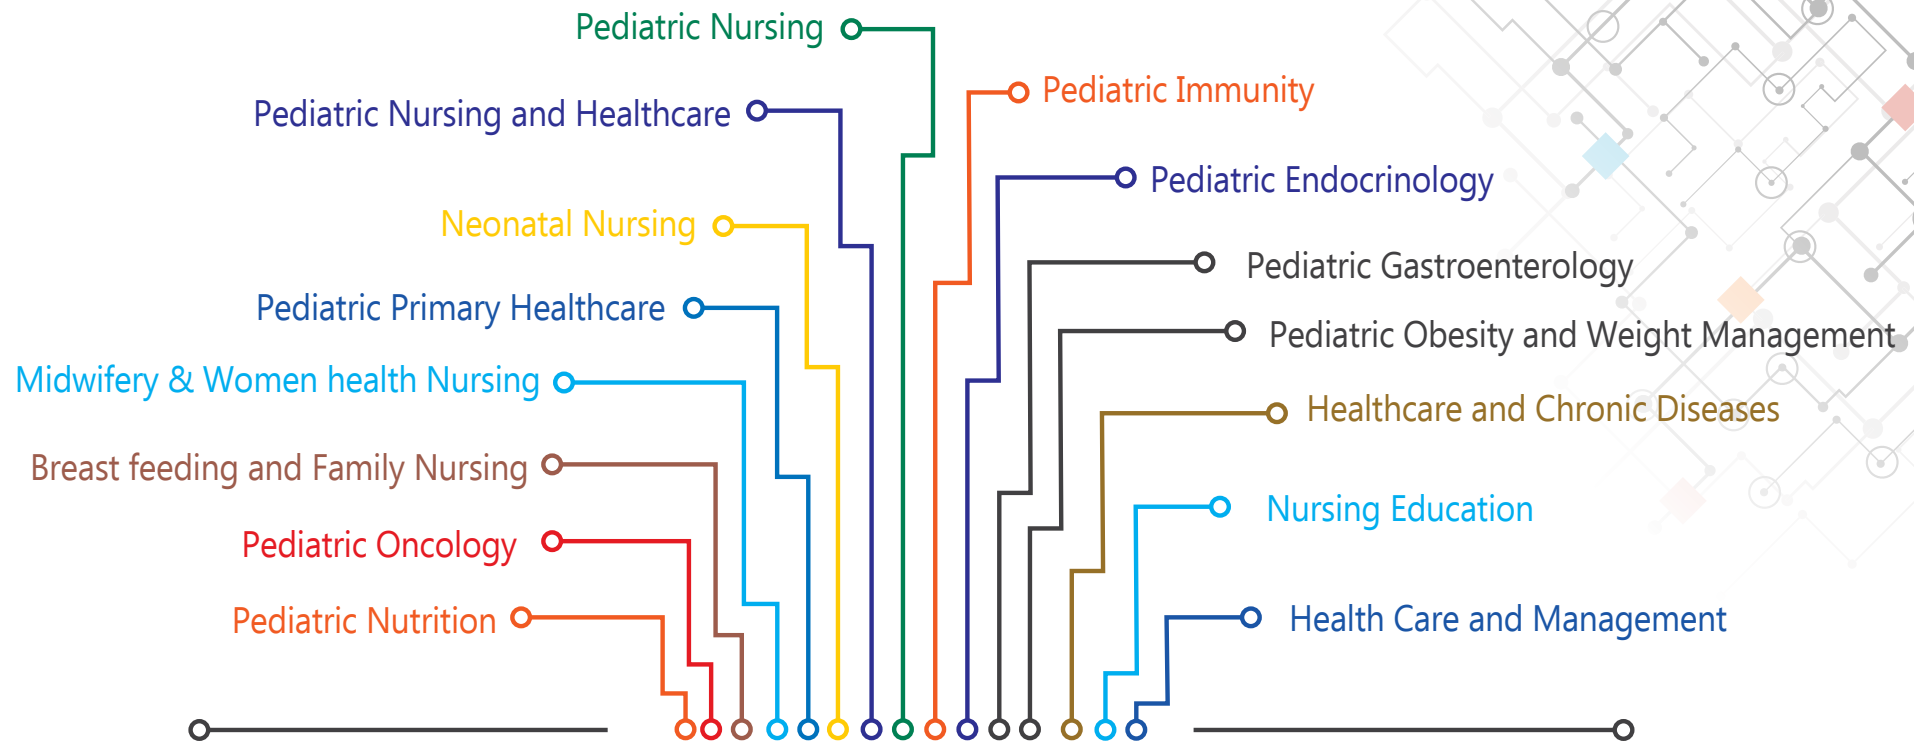 Pediatric Nursing
Pediatric Nursing and Healthcare
Neonatal Nursing
Pediatric Primary Healthcare
Midwifery & Women health Nursing
Breast feeding and Family Nursing
Pediatric Oncology
Pediatric Nutrition
Pediatric Immunity
Pediatric Endocrinology
Pediatric Gastroenterology
Pediatric Obesity and Weight Management
Healthcare and Chronic Diseases
Nursing Education
Health Care and Management